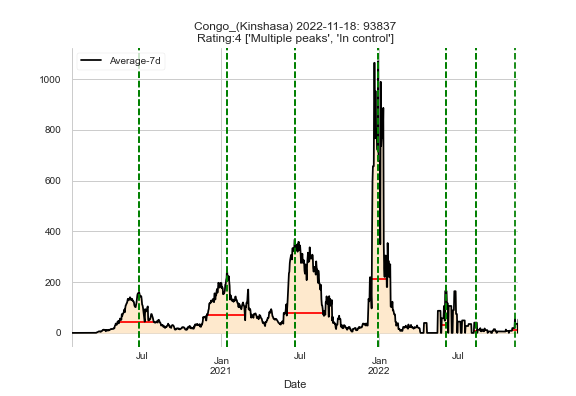 Congo_(Kinshasa) 2022-11-18: 93837
Rating:4 ['Multiple peaks', 'In control']
Average-7d
1000
800
600
400
200
0
Jul
Jan
2021
Jul
Jan
2022
Jul
Date